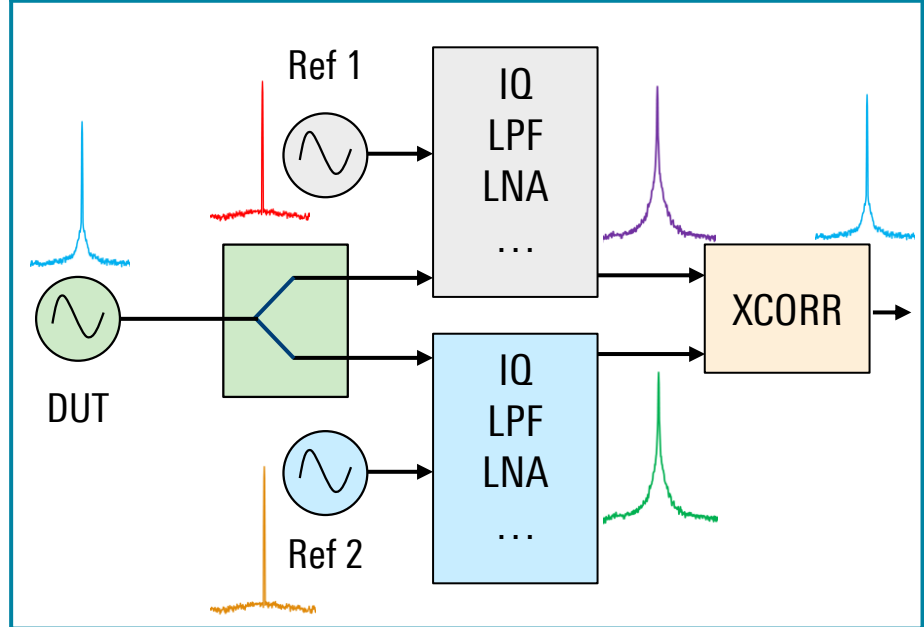 Ref 1
IQ
LPF
LNA
...
DUT
XCORR
IQ
LPF
LNA
...
Ref 2